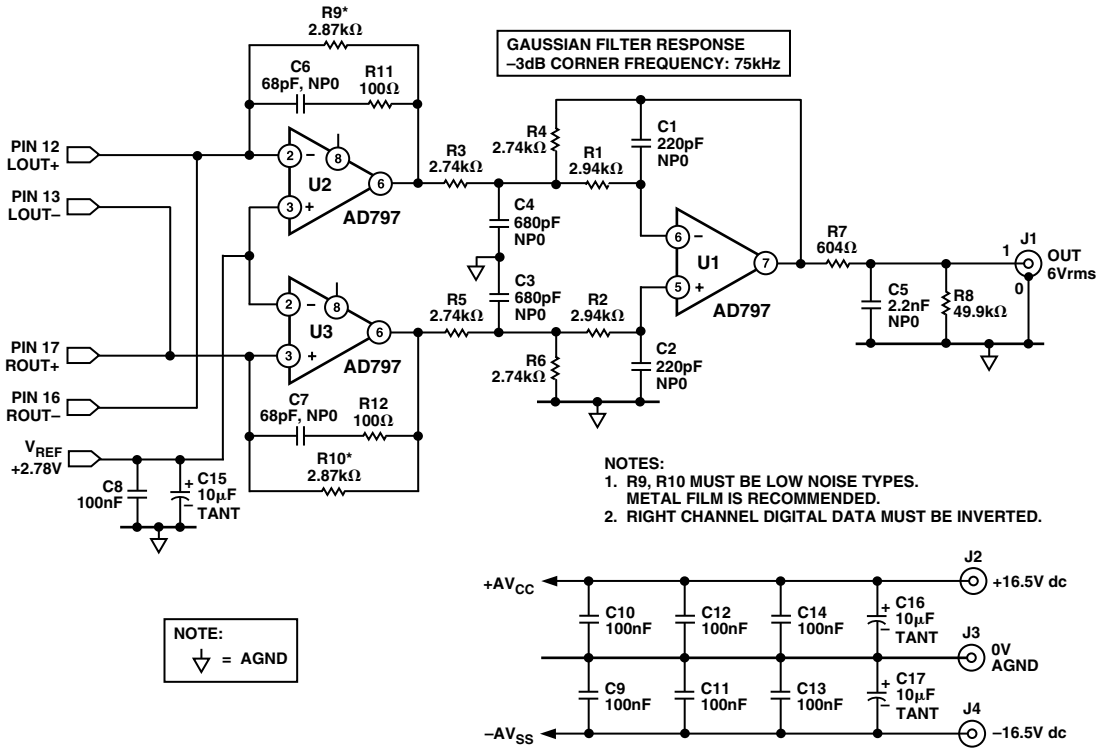 R9*
2.87kΩ
C6
68pF, NP0
R11
100Ω
GAUSSIAN FILTER RESPONSE
–3dB CORNER FREQUENCY: 75kHz
PIN 12
LOUT+
PIN 13
LOUT–
2
–
8
U2
6
3
+
AD797
R3
2.74kΩ
R4
2.74kΩ
R1
2.94kΩ
C1
220pF
NP0
C4
680pF
NP0
6
–
U1
7
5
+
AD797
R7
604Ω
1
J1
OUT
6Vrms
0
C5
2.2nF
NP0
R8
49.9kΩ
2
–
8
U3
6
3
+
AD797
C3
680pF
NP0
R5
2.74kΩ
R2
2.94kΩ
R6
2.74kΩ
C2
220pF
NP0
PIN 17
ROUT+
PIN 16
ROUT–
C7
68pF, NP0
R12
100Ω
R10*
2.87kΩ
VREF
+2.78V
C8
100nF
+
–
C15
10μF
TANT
NOTES:
1. R9, R10 MUST BE LOW NOISE TYPES.
METAL FILM IS RECOMMENDED.
2. RIGHT CHANNEL DIGITAL DATA MUST BE INVERTED.
+AVCC
J2
+16.5V dc
C10
100nF
C12
100nF
C14
100nF
+
–
C16
10μF
TANT
J3
0V
AGND
C9
100nF
C11
100nF
C13
100nF
+
–
C17
10μF
TANT
–AVSS
J4
–16.5V dc
NOTE:
= AGND